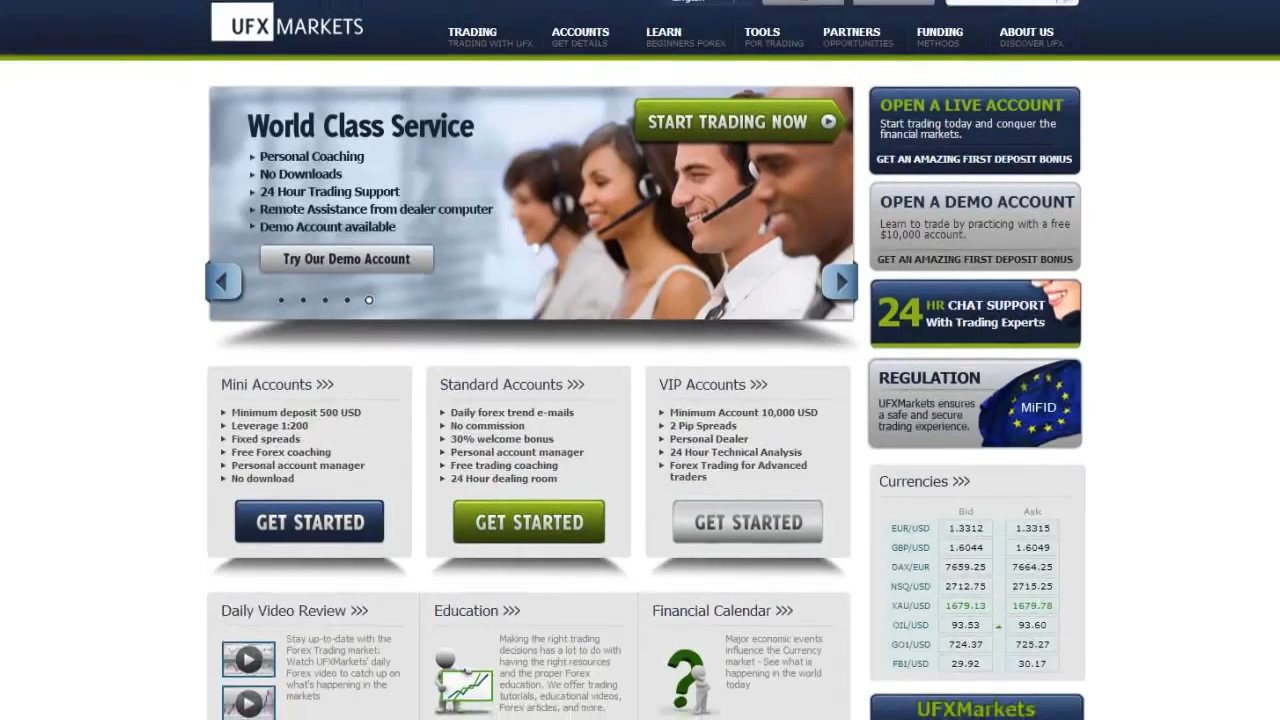 UFX MARKETS
TRADING
TRADING WITH UFX
ACCOUNTS
GET DETAILS
LEARN
BEGINNERS FOREX
TOOLS
FOR TRADING
PARTNERS
OPPORTUNITIES
FUNDING
METHODS
ABOUT US
DISCOVER UFX
World Class Service
Personal Coaching
No Downloads
24 Hour Trading Support
Remote Assistance from dealer computer
Demo Account available
Try Our Demo Account
START TRADING NOW
OPEN A LIVE ACCOUNT
Start trading today and conquer the
financial markets.
GET AN AMAZING FIRST DEPOSIT BONUS
OPEN A DEMO ACCOUNT
Learn to trade by practicing with a free
$10,000 account.
GET AN AMAZING FIRST DEPOSIT BONUS
24 HR CHAT SUPPORT
With Trading Experts
REGULATION
UFXMarkets ensures
a safe and secure
trading experience.
MiFID
Mini Accounts >>>
Minimum deposit 500 USD
Leverage 1:200
Fixed spreads
Free Forex coaching
Personal account manager
No download
GET STARTED
Standard Accounts >>>
Daily forex trend e-mails
No commission
30% welcome bonus
Personal account manager
Free trading coaching
24 Hour dealing room
GET STARTED
VIP Accounts >>>
Minimum Account 10,000 USD
2 Pip Spreads
Personal Dealer
24 Hour Technical Analysis
Forex Trading for Advanced
traders
GET STARTED
Currencies >>>
Bid Ask
EUR/USD 1.3312 1.3315
GBP/USD 1.6044 1.6049
DAX/EUR 7659.25 7664.25
NSQ/USD 2712.75 2715.25
XAU/USD 1679.13 1679.78
OIL/USD 93.53 93.60
GO1/USD 724.37 725.27
FB1/USD 29.92 30.17
Daily Video Review >>>
Stay up-to-date with the
Forex Trading market:
Watch UFXMarkets' daily
Forex video to catch up on
what's happening in the
markets
Education >>>
Making the right trading
decisions has a lot to do with
having the right resources
and the proper Forex
education. We offer trading
tutorials, educational videos,
Forex articles, and more.
Financial Calendar >>>
Major economic events
influence the Currency
market - See what is
happening in the world
today
UFXMarkets